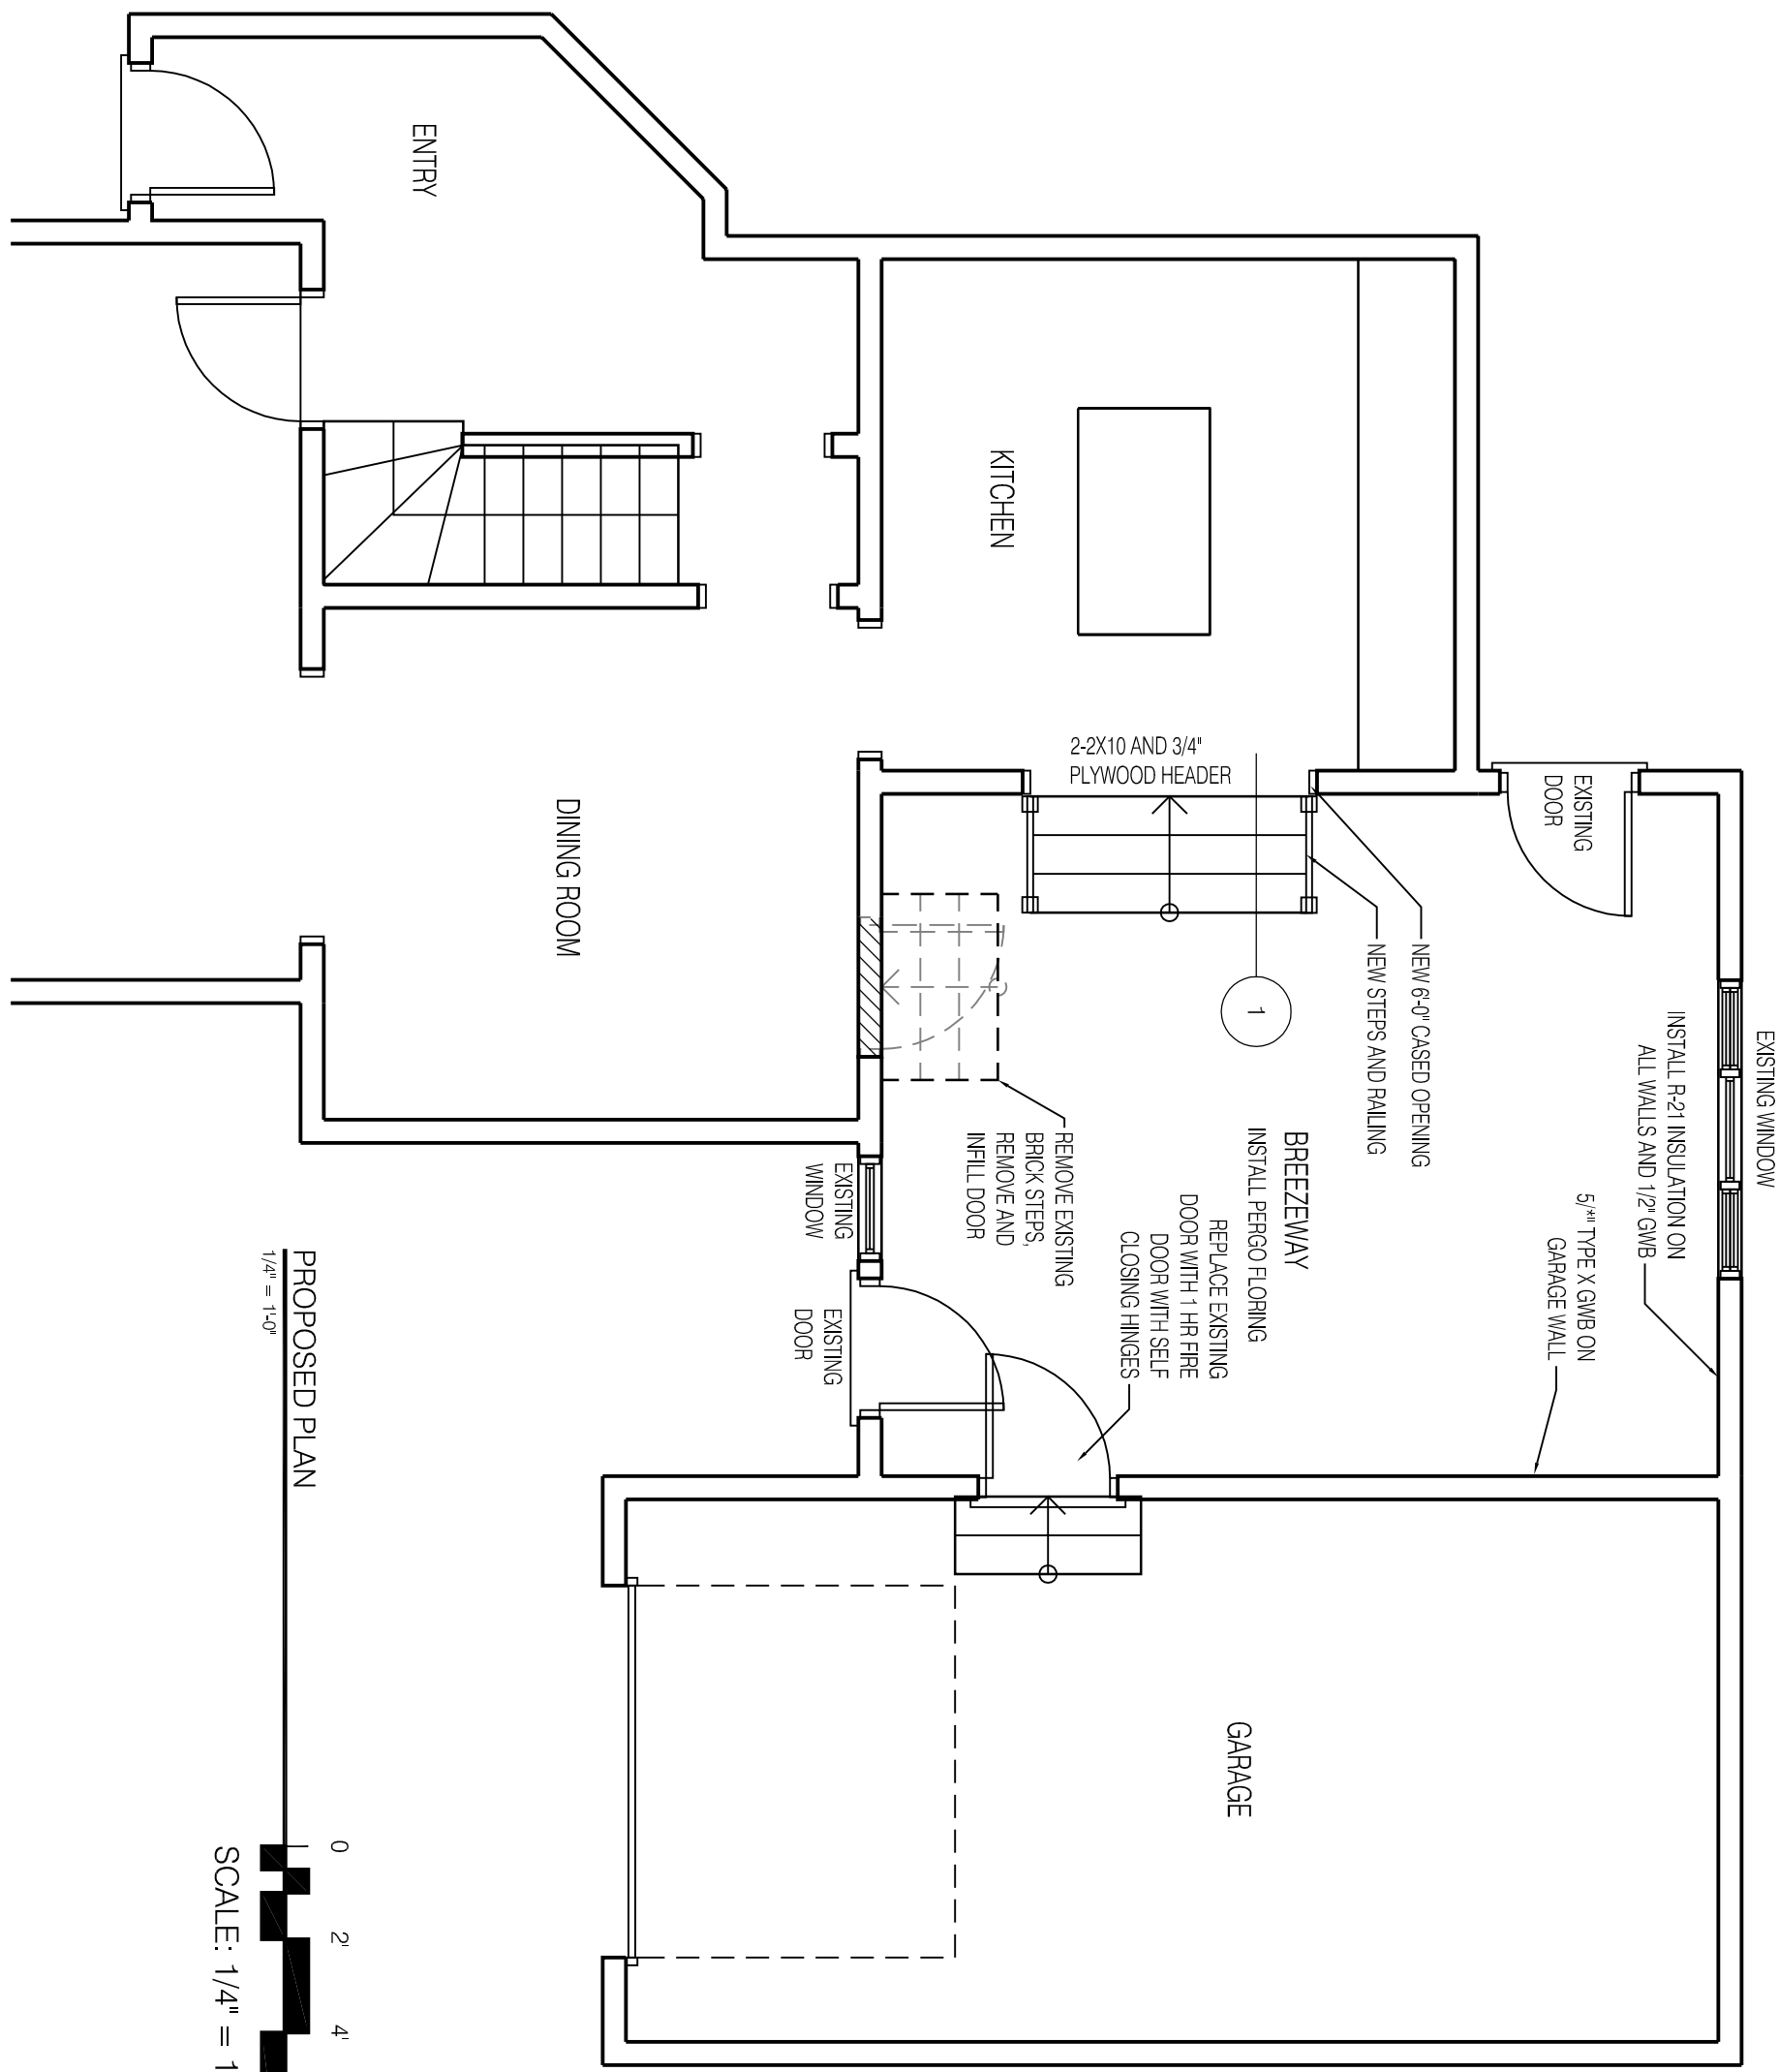 EXISTING WINDOW
INSTALL R-21 INSULATION ON
ALL WALLS AND 1/2" GWB
5/*" TYPE X GWB ON
GARAGE WALL
EXISTING
DOOR
NEW 6'-0" CASED OPENING
NEW STEPS AND RAILING
2-2X10 AND 3/4"
PLYWOOD HEADER
1
BREEZEWAY
INSTALL PERGO FLORING
REPLACE EXISTING
DOOR WITH 1 HR FIRE
DOOR WITH SELF
CLOSING HINGES
REMOVE EXISTING
BRICK STEPS,
REMOVE AND
INFILL DOOR
GARAGE
KITCHEN
EXISTING
WINDOW
EXISTING
DOOR
DINING ROOM
ENTRY
PROPOSED PLAN
1/4" = 1'-0"
0 2' 4'
SCALE: 1/4" = 1